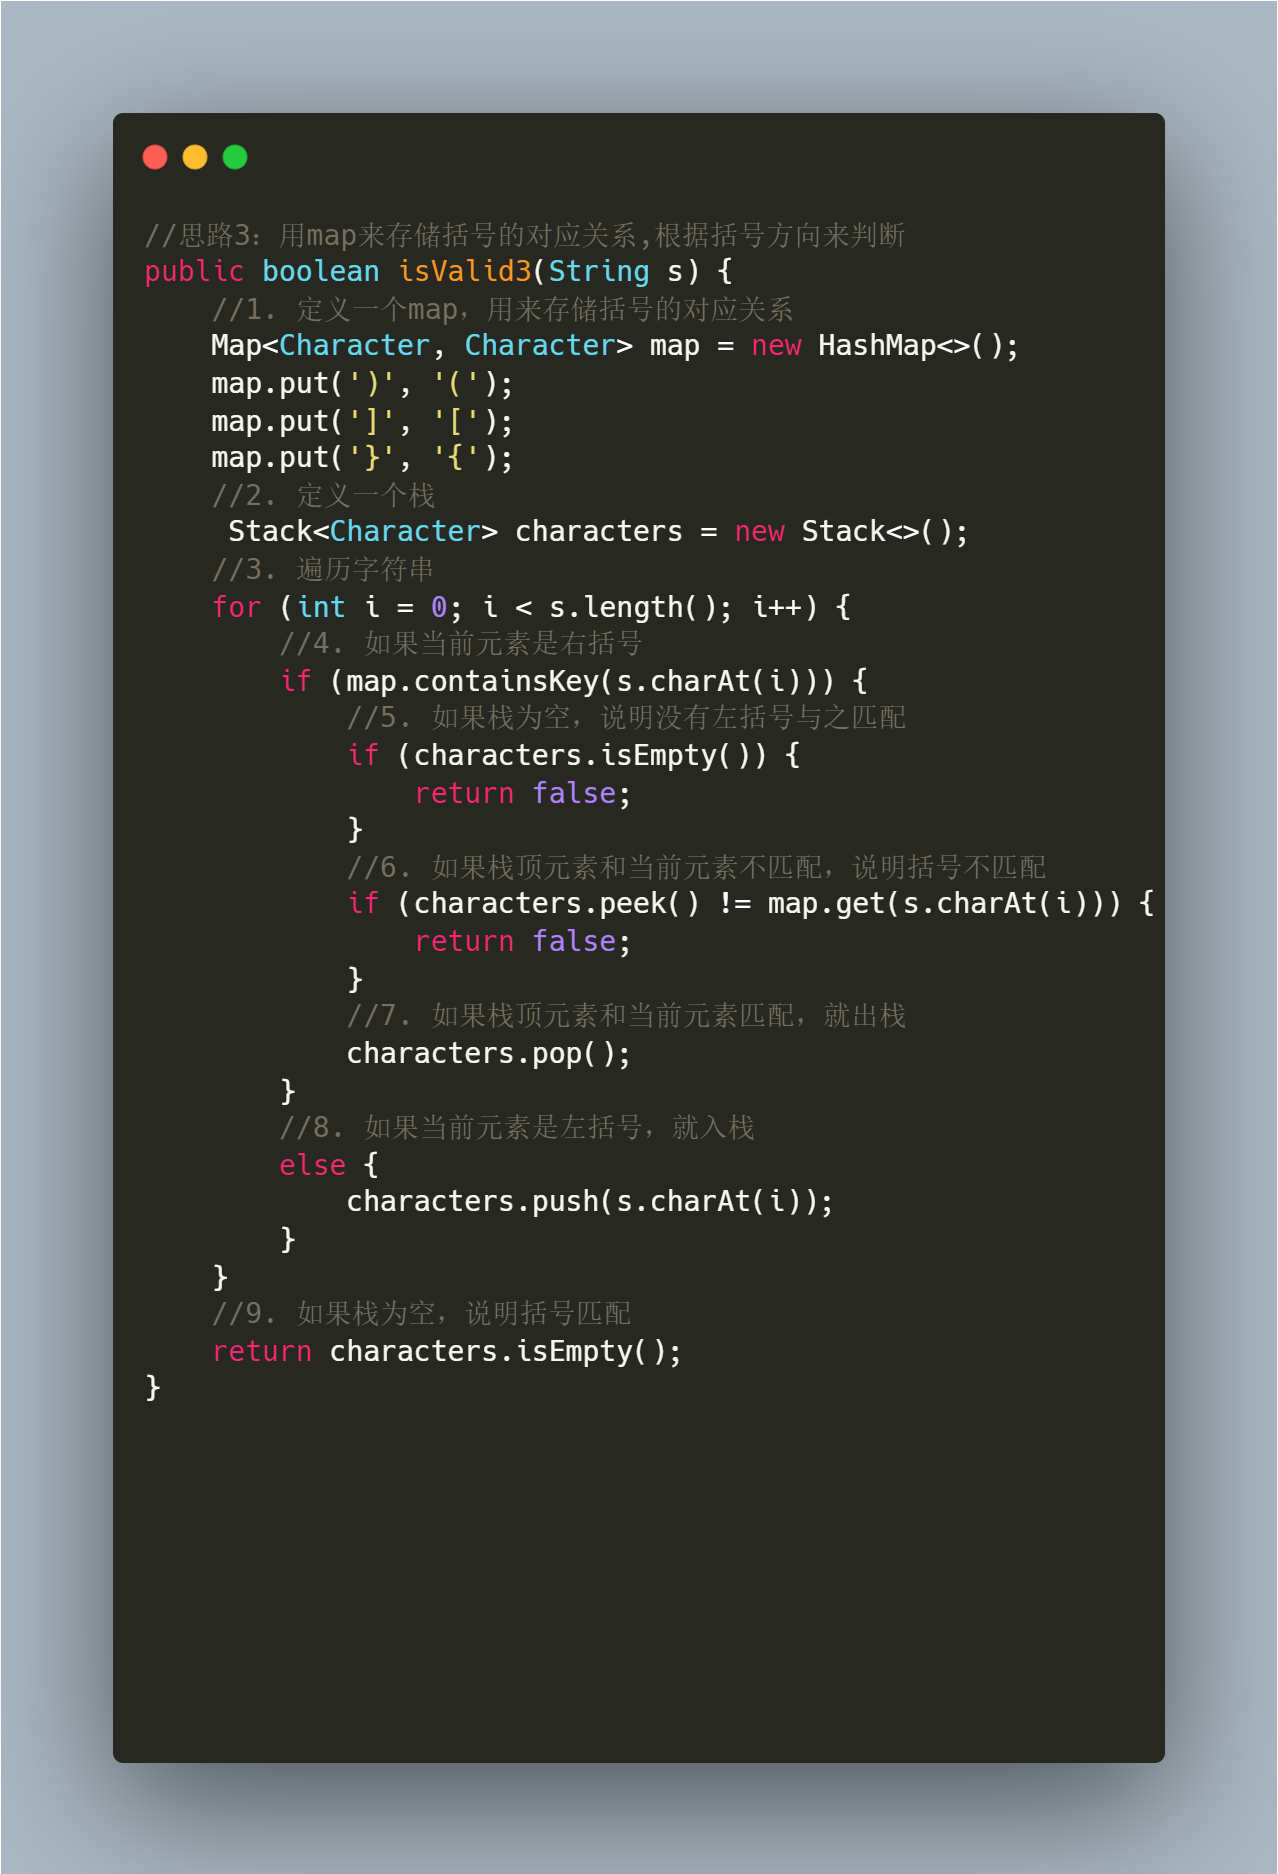 //思路3：用map来存储括号的对应关系,根据括号方向来判断
public boolean isValid3(String s) {
    //1. 定义一个map，用来存储括号的对应关系
    Map<Character, Character> map = new HashMap<>();
    map.put(')', '(');
    map.put(']', '[');
    map.put('}', '{');
    //2. 定义一个栈
     Stack<Character> characters = new Stack<>();
    //3. 遍历字符串
    for (int i = 0; i < s.length(); i++) {
        //4. 如果当前元素是右括号
        if (map.containsKey(s.charAt(i))) {
            //5. 如果栈为空，说明没有左括号与之匹配
            if (characters.isEmpty()) {
                return false;
            }
            //6. 如果栈顶元素和当前元素不匹配，说明括号不匹配
            if (characters.peek() != map.get(s.charAt(i))) {
                return false;
            }
            //7. 如果栈顶元素和当前元素匹配，就出栈
            characters.pop();
        }
        //8. 如果当前元素是左括号，就入栈
        else {
            characters.push(s.charAt(i));
        }
    }
    //9. 如果栈为空，说明括号匹配
    return characters.isEmpty();
}